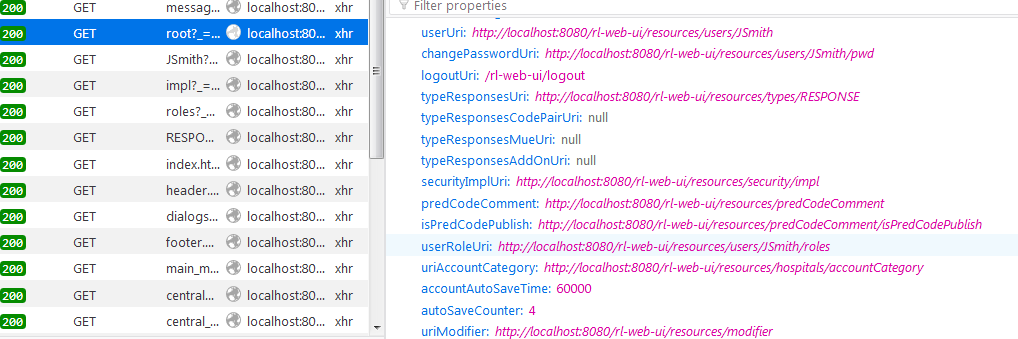 200 GET messag... localhost:80... xhr
200 GET root?_=... localhost:80... xhr
200 GET JSmith?... localhost:80... xhr
200 GET impl?_=... localhost:80... xhr
200 GET roles?_... localhost:80... xhr
200 GET RESPO... localhost:80... xhr
200 GET index.ht... localhost:80... xhr
200 GET header.... localhost:80... xhr
200 GET dialogs... localhost:80... xhr
200 GET footer.... localhost:80... xhr
200 GET main_m... localhost:80... xhr
200 GET central... localhost:80... xhr
200 GET central_... localhost:80... xhr
Filter properties
userUri: http://localhost:8080/rl-web-ui/resources/users/JSmith
changePasswordUri: http://localhost:8080/rl-web-ui/resources/users/JSmith/pwd
logoutUri: /rl-web-ui/logout
typeResponsesUri: http://localhost:8080/rl-web-ui/resources/types/RESPONSE
typeResponsesCodePairUri: null
typeResponsesMueUri: null
typeResponsesAddOnUri: null
securityImplUri: http://localhost:8080/rl-web-ui/resources/security/impl
predCodeComment: http://localhost:8080/rl-web-ui/resources/predCodeComment
isPredCodePublish: http://localhost:8080/rl-web-ui/resources/predCodeComment/isPredCodePublish
userRoleUri: http://localhost:8080/rl-web-ui/resources/users/JSmith/roles
uriAccountCategory: http://localhost:8080/rl-web-ui/resources/hospitals/accountCategory
accountAutoSaveTime: 60000
autoSaveCounter: 4
uriModifier: http://localhost:8080/rl-web-ui/resources/modifier